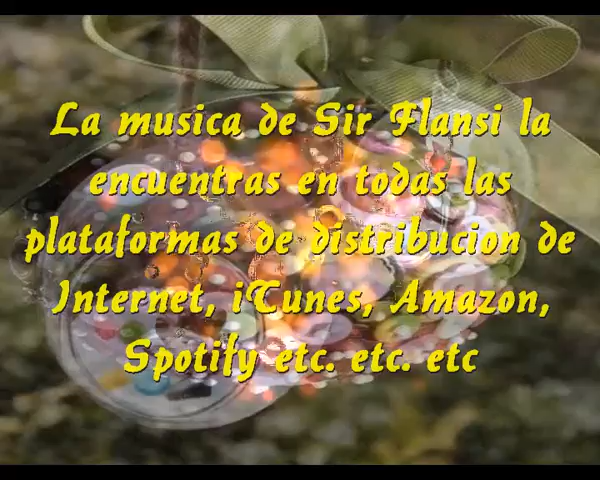 La musica de Sir Flansi la
encuentras en todas las
plataformas de distribucion de
Internet, iTunes, Amazon,
Spotify etc. etc. etc